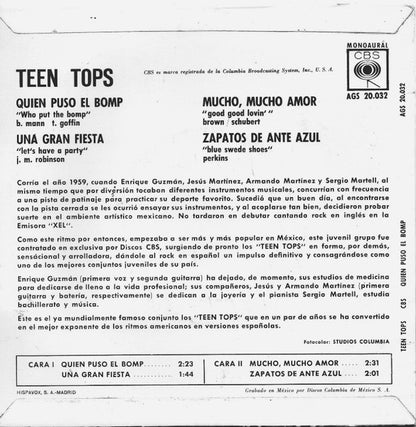 MONOAURAL
CBS
AGS 20.032
TEEN TOPS
CBS es marca registrada de la Columbia Broadcasting System, Inc., U. S. A.
QUIEN PUSO EL BOMP
"Who put the bomp"
b. mann t. goffin
UNA GRAN FIESTA
"let's have a party"
j. m. robinson
MUCHO, MUCHO AMOR
"good good lovin'"
brown / schubert
ZAPATOS DE ANTE AZUL
"blue swede shoes"
perkins
Corría el año 1959, cuando Enrique Guzmán, Jesús Martínez, Armando Martínez y Sergio Martell, al
mismo tiempo que por diversión tocaban diferentes instrumentos musicales, concurrían con frecuencia
a una pista de patinaje para practicar su deporte favorito. Sucedió que un buen día, al encontrarse
con la pista cerrada se les ocurrió ensayar sus instrumentos, y al acoplarse tan bien, decidieron probar
suerte en el ambiente artístico mexicano. No tardaron en debutar cantando rock en inglés en la
Emisora "XEL".
Como este ritmo por entonces, empezaba a ser más y más popular en México, este juvenil grupo fue
contratado en exclusiva por Discos CBS, surgiendo de pronto los "TEEN TOPS" en forma, por demás,
sensacional y arrolladora, dándole al rock en español un impulso definitivo y consagrándose como
uno de los mejores conjuntos juveniles de su país.
Enrique Guzmán (primera voz y segunda guitarra) ha dejado, de momento, sus estudios de medicina
para dedicarse de lleno a la vida profesional; sus compañeros, Jesús y Armando Martínez (primera
guitarra y batería, respectivamente) se dedican a la joyería y el pianista Sergio Martell, estudia
bachillerato y música.
Este es el ya mundialmente famoso conjunto los "TEEN TOPS" que en un par de años se ha convertido
en el mejor exponente de los ritmos americanos en versiones españolas.
Fotocolor: STUDIOS COLUMBIA
CARA I QUIEN PUSO EL BOMP........ 2:23
UNA GRAN FIESTA ............ 1:44
CARA II MUCHO, MUCHO AMOR ....... 2:31
ZAPATOS DE ANTE AZUL .... 2:01
HISPAVOX, S. A.-MADRID
Grabado en México por Discos Columbia de México S. A.
TEEN TOPS CBS QUIEN PUSO EL BOMP AGS 20.032